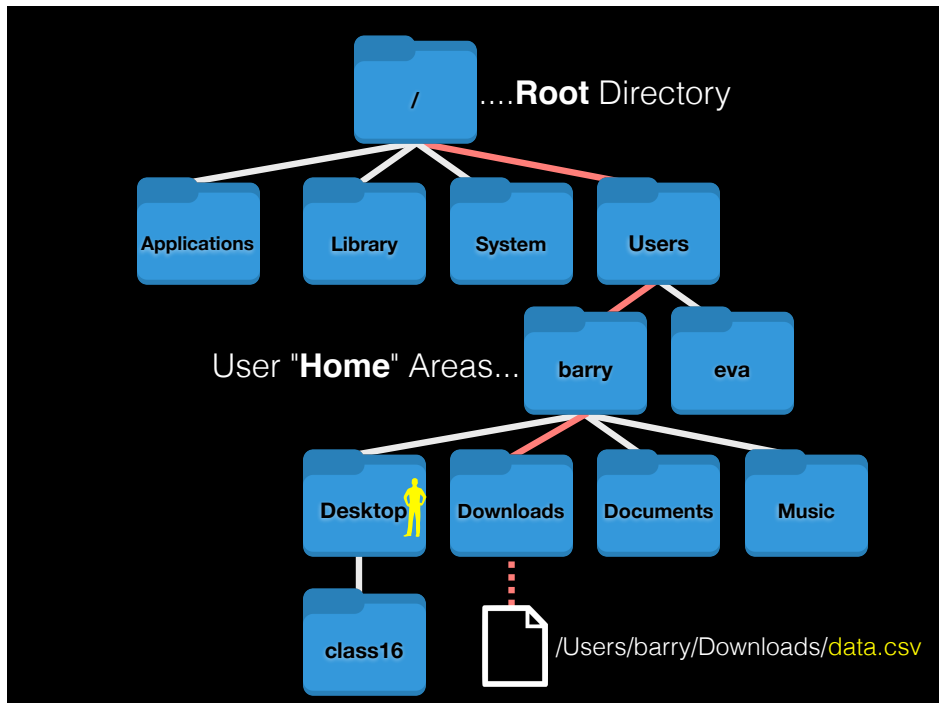 /
....Root Directory
Applications
Library
System
Users
User "Home" Areas...
barry
eva
Desktop
Downloads
Documents
Music
class16
/Users/barry/Downloads/data.csv